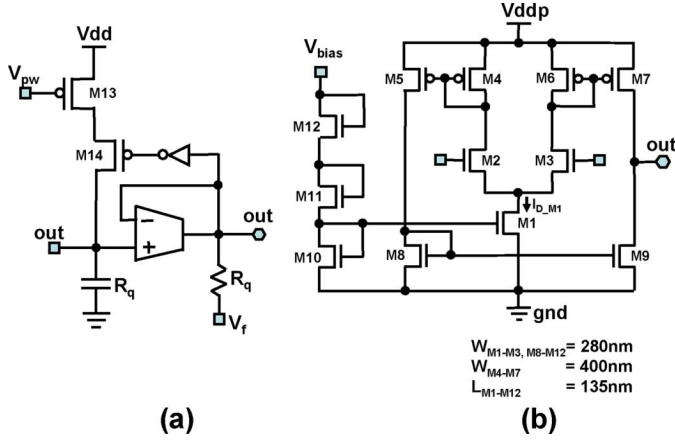 Vdd
Vpw
M13
M14
out
−
+
out
Rq
Rq
Vf
(a)
Vddp
Vbias
M5
M4
M6
M7
M12
M2
M3
out
M11
ID_M1
M1
M10
M8
M9
gnd
WM1-M3, M8-M12= 280nm
WM4-M7 = 400nm
LM1-M12 = 135nm
(b)